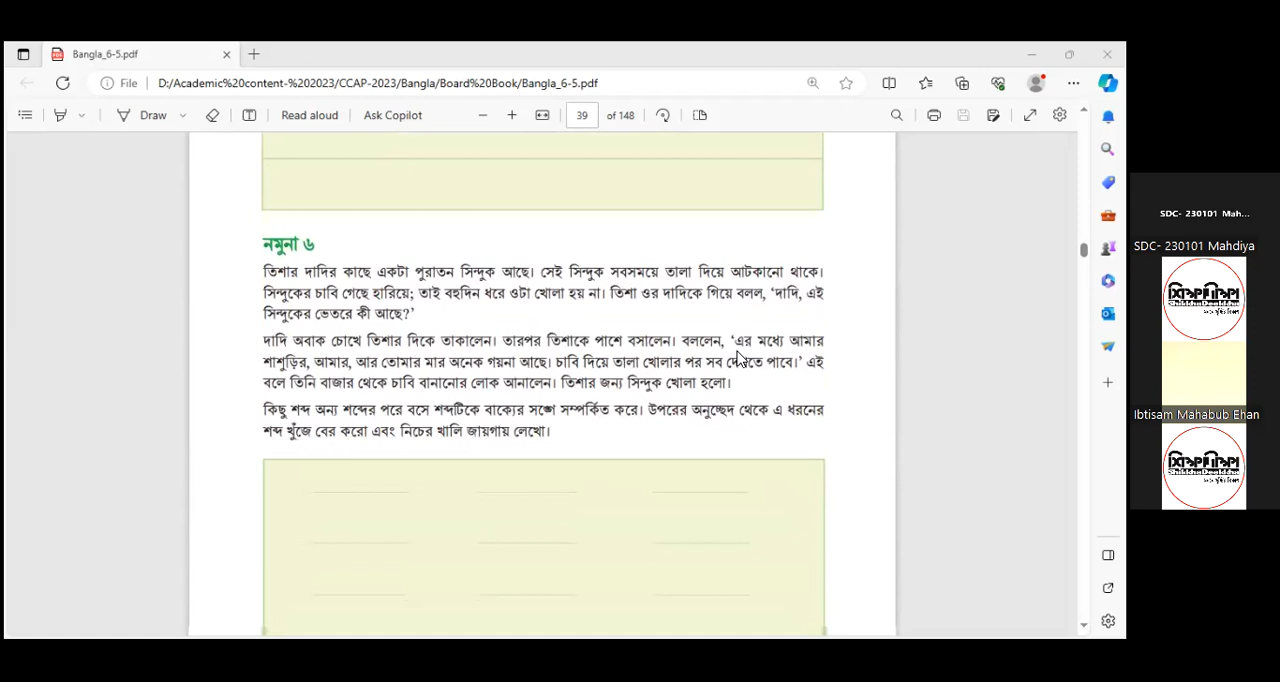 Bangla_6-5.pdf
File D:/Academic%20content-%202023/CCAP-2023/Bangla/Board%20Book/Bangla_6-5.pdf
Draw Read aloud Ask Copilot 39 of 148
নমুনা ৬
তিশার দাদির কাছে একটা পুরাতন সিন্দুক আছে। সেই সিন্দুক সবসময়ে তালা দিয়ে আটকানো থাকে।
সিন্দুকের চাবি গেছে হারিয়ে; তাই বহুদিন ধরে ওটা খোলা হয় না। তিশা ওর দাদিকে গিয়ে বলল, ‘দাদি, এই
সিন্দুকের ভেতরে কী আছে?’
দাদি অবাক চোখে তিশার দিকে তাকালেন। তারপর তিশাকে পাশে বসালেন। বললেন, ‘এর মধ্যে আমার
শাশুড়ির, আমার, আর তোমার মার অনেক গয়না আছে। চাবি দিয়ে তালা খোলার পর সব দেখতে পাবে।’ এই
বলে তিনি বাজার থেকে চাবি বানানোর লোক আনালেন। তিশার জন্য সিন্দুক খোলা হলো।
কিছু শব্দ অন্য শব্দের পরে বসে শব্দটিকে বাক্যের সঙ্গে সম্পর্কিত করে। উপরের অনুচ্ছেদ থেকে এ ধরনের
শব্দ খুঁজে বের করো এবং নিচের খালি জায়গায় লেখো।
SDC- 230101 Mah...
SDC- 230101 Mahdiya
Ibtisam Mahabub Ehan